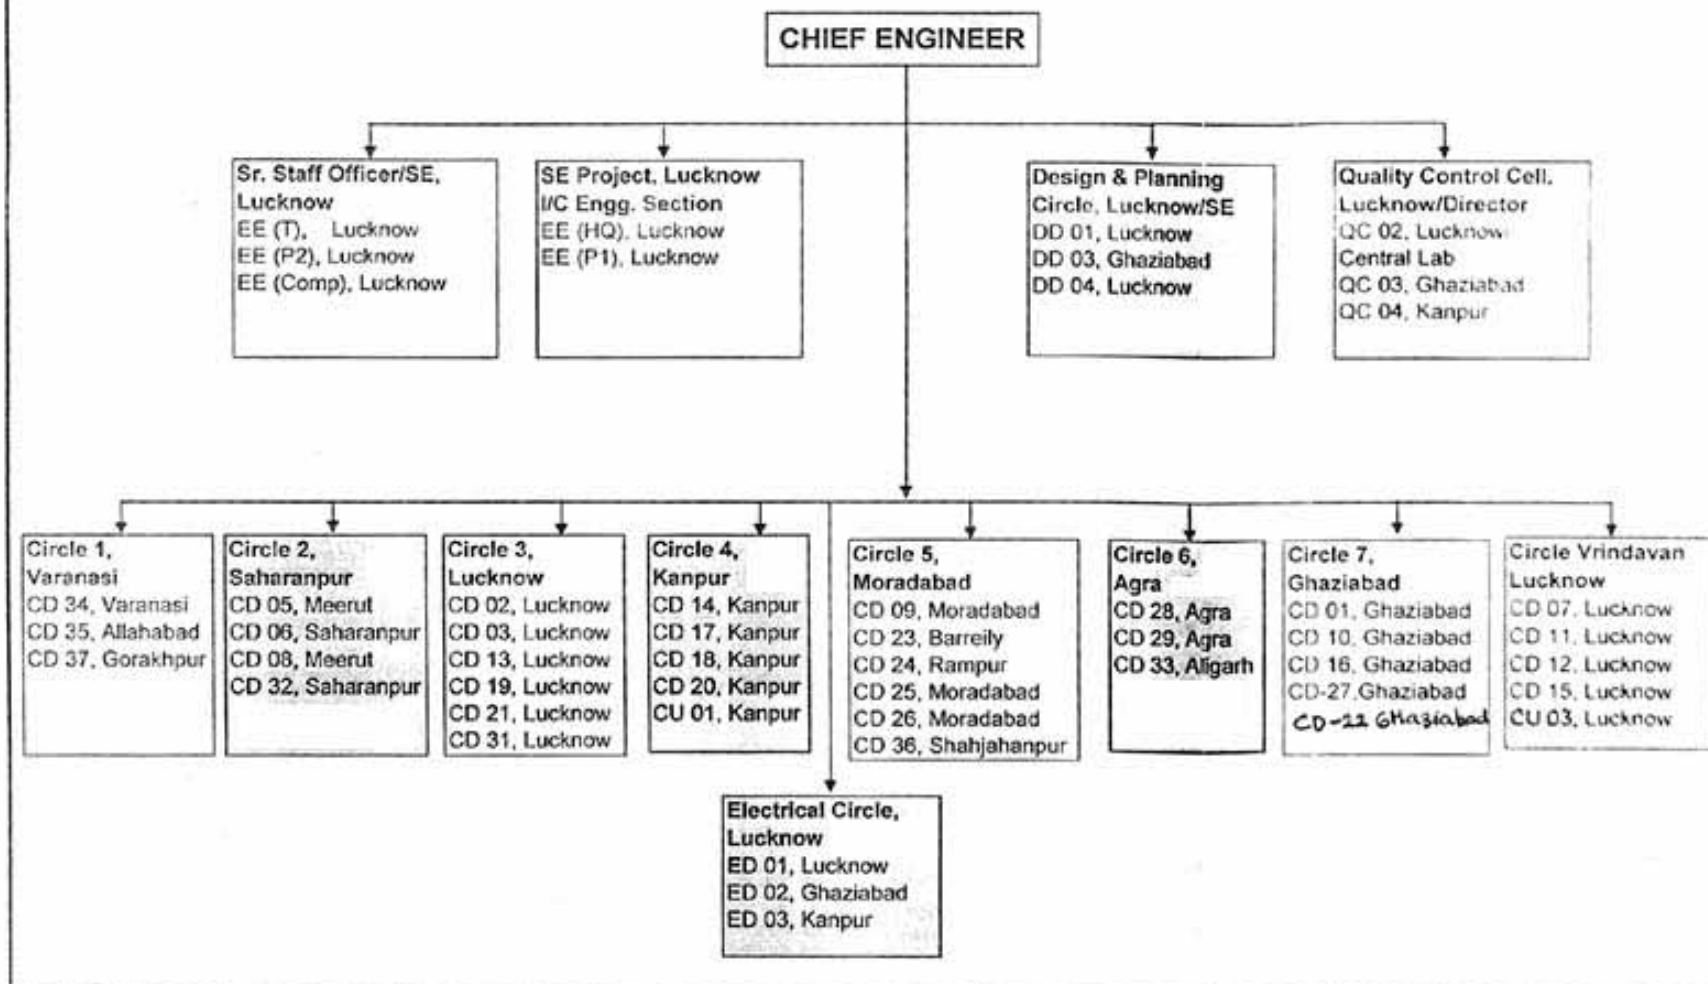 CHIEF ENGINEER
Sr. Staff Officer/SE,
Lucknow
EE (T), Lucknow
EE (P2), Lucknow
EE (Comp), Lucknow
SE Project, Lucknow
I/C Engg. Section
EE (HQ), Lucknow
EE (P1), Lucknow
Design & Planning
Circle, Lucknow/SE
DD 01, Lucknow
DD 03, Ghaziabad
DD 04, Lucknow
Quality Control Cell,
Lucknow/Director
QC 02, Lucknow
Central Lab
QC 03, Ghaziabad
QC 04, Kanpur
Circle 1,
Varanasi
CD 34, Varanasi
CD 35, Allahabad
CD 37, Gorakhpur
Circle 2,
Saharanpur
CD 05, Meerut
CD 06, Saharanpur
CD 08, Meerut
CD 32, Saharanpur
Circle 3,
Lucknow
CD 02, Lucknow
CD 03, Lucknow
CD 13, Lucknow
CD 19, Lucknow
CD 21, Lucknow
CD 31, Lucknow
Circle 4,
Kanpur
CD 14, Kanpur
CD 17, Kanpur
CD 18, Kanpur
CD 20, Kanpur
CU 01, Kanpur
Circle 5,
Moradabad
CD 09, Moradabad
CD 23, Barreily
CD 24, Rampur
CD 25, Moradabad
CD 26, Moradabad
CD 36, Shahjahanpur
Circle 6,
Agra
CD 28, Agra
CD 29, Agra
CD 33, Aligarh
Circle 7,
Ghaziabad
CD 01, Ghaziabad
CD 10, Ghaziabad
CD 16, Ghaziabad
CD-27,Ghaziabad
CD-22 Ghaziabad
Circle Vrindavan
Lucknow
CD 07, Lucknow
CD 11, Lucknow
CD 12, Lucknow
CD 15, Lucknow
CU 03, Lucknow
Electrical Circle,
Lucknow
ED 01, Lucknow
ED 02, Ghaziabad
ED 03, Kanpur